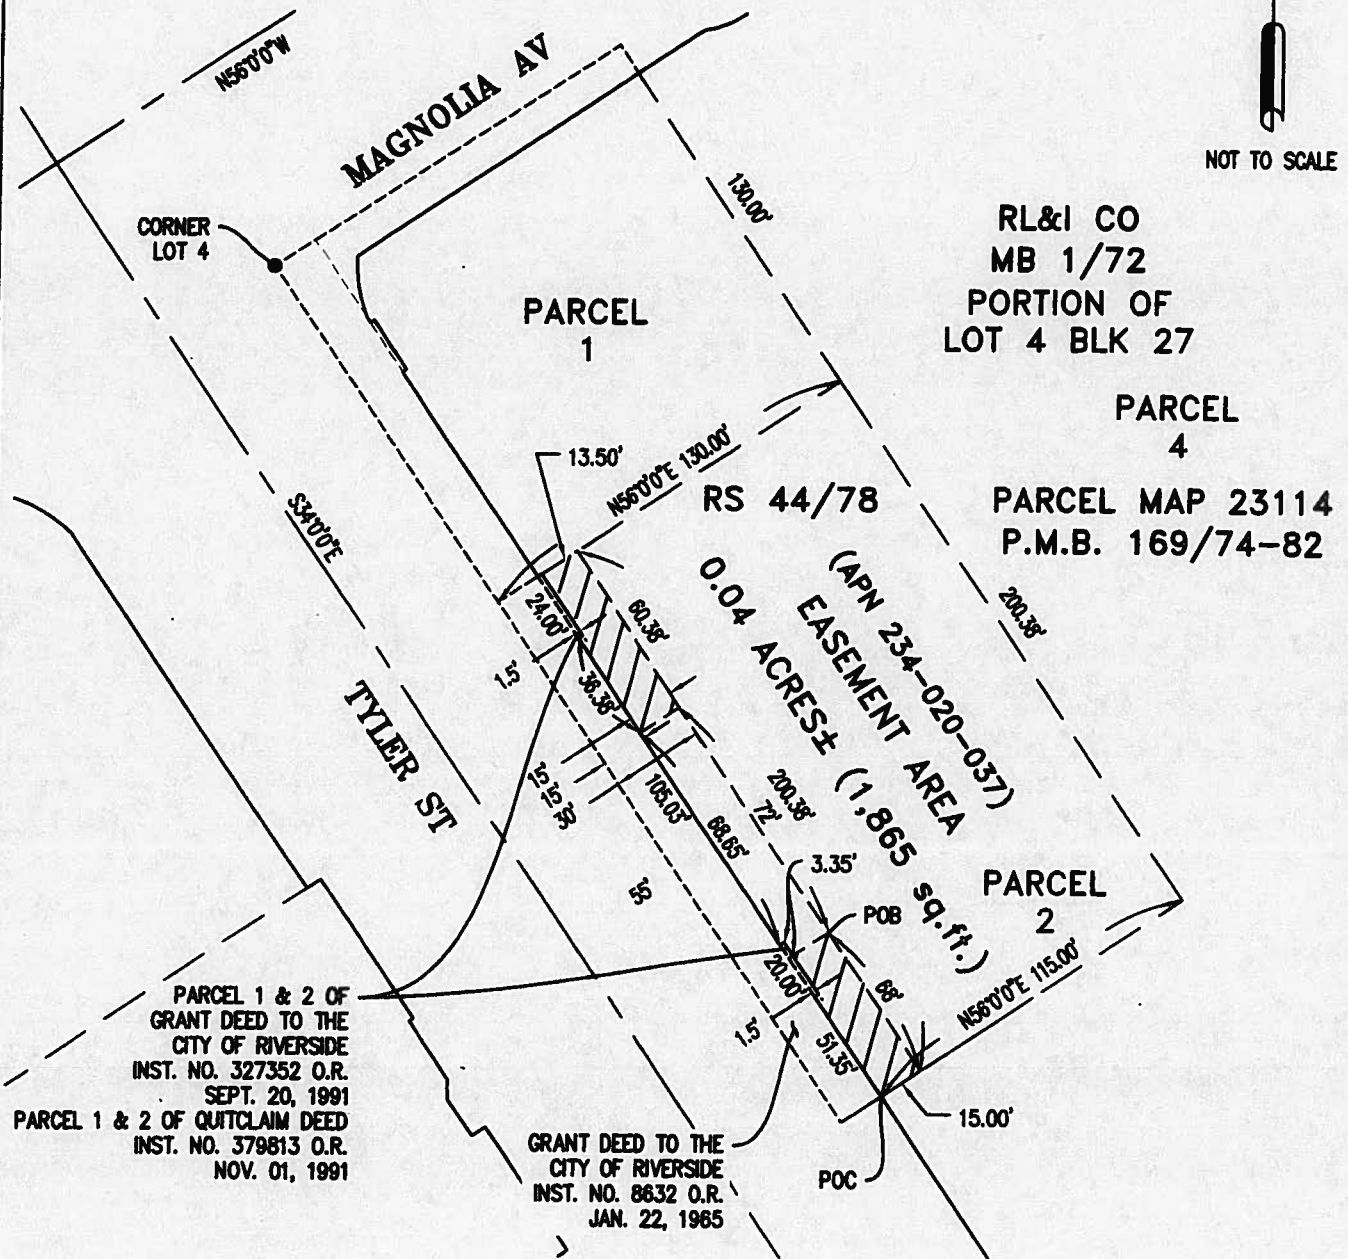 N56°0'0"W
MAGNOLIA AV
NOT TO SCALE
130.00'
CORNER
LOT 4
RL&I CO
MB 1/72
PORTION OF
LOT 4 BLK 27
PARCEL
1
PARCEL
4
13.50'
N56°0'0"E 130.00'
RS 44/78
PARCEL MAP 23114
P.M.B. 169/74-82
S34°0'0"E
(APN 234-020-037)
EASEMENT AREA
0.04 ACRES± (1,865 sq.ft.)
200.38'
24.00'
60.38'
1.5'
36.38'
TYLER ST
105.03'
68.65'
200.38'
72'
3.35'
55'
PARCEL
2
POB
20.00'
68'
N56°0'0"E 115.00'
1.5'
51.35'
15.00'
POC
PARCEL 1 & 2 OF
GRANT DEED TO THE
CITY OF RIVERSIDE
INST. NO. 327352 O.R.
SEPT. 20, 1991
PARCEL 1 & 2 OF QUITCLAIM DEED
INST. NO. 379813 O.R.
NOV. 01, 1991
GRANT DEED TO THE
CITY OF RIVERSIDE
INST. NO. 8632 O.R.
JAN. 22, 1965